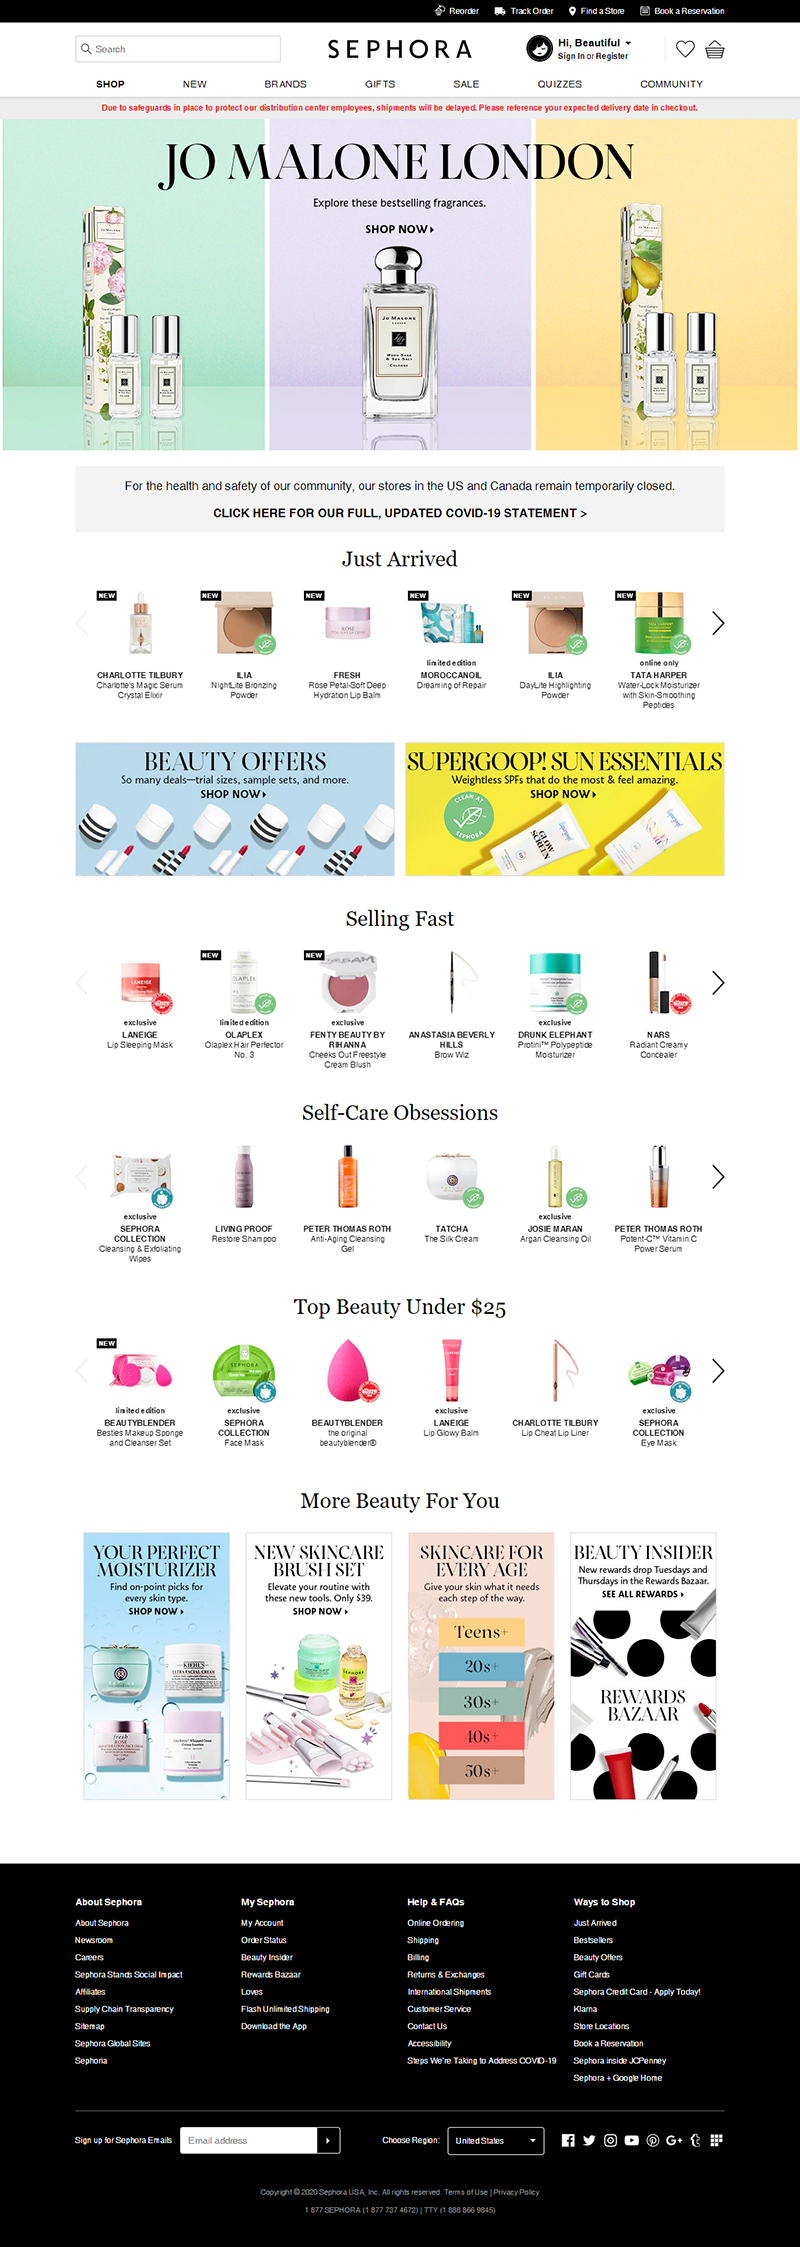 Reorder
Track Order
Find a Store
Book a Reservation
Search
SEPHORA
Hi, Beautiful
Sign In or Register
SHOP
NEW
BRANDS
GIFTS
SALE
QUIZZES
COMMUNITY
Due to safeguards in place to protect our distribution center employees, shipments will be delayed. Please reference your expected delivery date in checkout.
JO MALONE LONDON
Explore these bestselling fragrances.
SHOP NOW
JO MALONE
LONDON
WOOD SAGE
& SEA SALT
COLOGNE
For the health and safety of our community, our stores in the US and Canada remain temporarily closed.
CLICK HERE FOR OUR FULL, UPDATED COVID-19 STATEMENT >
Just Arrived
NEW
NEW
NEW
NEW
NEW
NEW
limited edition
online only
CHARLOTTE TILBURY
Charlotte's Magic Serum
Crystal Elixir
ILIA
NightLite Bronzing
Powder
FRESH
Rose Petal-Soft Deep
Hydration Lip Balm
MOROCCANOIL
Dreaming of Repair
ILIA
DayLite Highlighting
Powder
TATA HARPER
Water-Lock Moisturizer
with Skin-Smoothing
Peptides
BEAUTY OFFERS
So many deals—trial sizes, sample sets, and more.
SHOP NOW
SUPERGOOP! SUN ESSENTIALS
Weightless SPFs that do the most & feel amazing.
SHOP NOW
CLEAN AT
SEPHORA
GLOW
SCREEN
Selling Fast
NEW
NEW
LANEIGE
OLAPLEX
exclusive
LANEIGE
Lip Sleeping Mask
limited edition
OLAPLEX
Olaplex Hair Perfector
No. 3
exclusive
FENTY BEAUTY BY
RIHANNA
Cheeks Out Freestyle
Cream Blush
ANASTASIA BEVERLY
HILLS
Brow Wiz
exclusive
DRUNK ELEPHANT
Protini™ Polypeptide
Moisturizer
NARS
Radiant Creamy
Concealer
Self-Care Obsessions
exclusive
SEPHORA
COLLECTION
Cleansing & Exfoliating
Wipes
LIVING PROOF
Restore Shampoo
PETER THOMAS ROTH
Anti-Aging Cleansing
Gel
TATCHA
The Silk Cream
exclusive
JOSIE MARAN
Argan Cleansing Oil
PETER THOMAS ROTH
Potent-C™ Vitamin C
Power Serum
Top Beauty Under $25
NEW
SEPHORA
limited edition
BEAUTYBLENDER
Besties Makeup Sponge
and Cleanser Set
exclusive
SEPHORA
COLLECTION
Face Mask
BEAUTYBLENDER
the original
beautyblender®
exclusive
LANEIGE
Lip Glowy Balm
CHARLOTTE TILBURY
Lip Cheat Lip Liner
exclusive
SEPHORA
COLLECTION
Eye Mask
More Beauty For You
YOUR PERFECT
MOISTURIZER
Find on-point picks for
every skin type.
SHOP NOW
KIEHL'S
ULTRA FACIAL CREAM
fresh
ROSE
NEW SKINCARE
BRUSH SET
Elevate your routine with
these new tools. Only $39.
SHOP NOW
SEPHORA
SKINCARE FOR
EVERY AGE
Give your skin what it needs
each step of the way.
Teens+
20s+
30s+
40s+
50s+
BEAUTY INSIDER
New rewards drop Tuesdays and
Thursdays in the Rewards Bazaar.
SEE ALL REWARDS
REWARDS
BAZAAR
About Sephora
About Sephora
Newsroom
Careers
Sephora Stands Social Impact
Affiliates
Supply Chain Transparency
Sitemap
Sephora Global Sites
Sephoria
My Sephora
My Account
Order Status
Beauty Insider
Rewards Bazaar
Loves
Flash Unlimited Shipping
Download the App
Help & FAQs
Online Ordering
Shipping
Billing
Returns & Exchanges
International Shipments
Customer Service
Contact Us
Accessibility
Steps We're Taking to Address COVID-19
Ways to Shop
Just Arrived
Bestsellers
Beauty Offers
Gift Cards
Sephora Credit Card - Apply Today!
Klarna
Store Locations
Book a Reservation
Sephora inside JCPenney
Sephora + Google Home
Sign up for Sephora Emails
Email address
Choose Region:
United States
Copyright © 2020 Sephora USA, Inc. All rights reserved. Terms of Use | Privacy Policy
1 877 SEPHORA (1 877 737 4672) | TTY (1 888 866 9845)